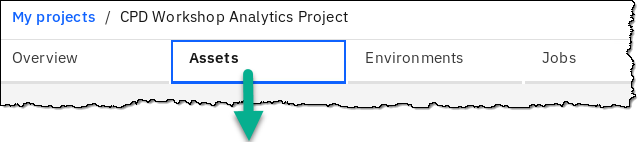 My projects / CPD Workshop Analytics Project
Overview Assets Environments Jobs